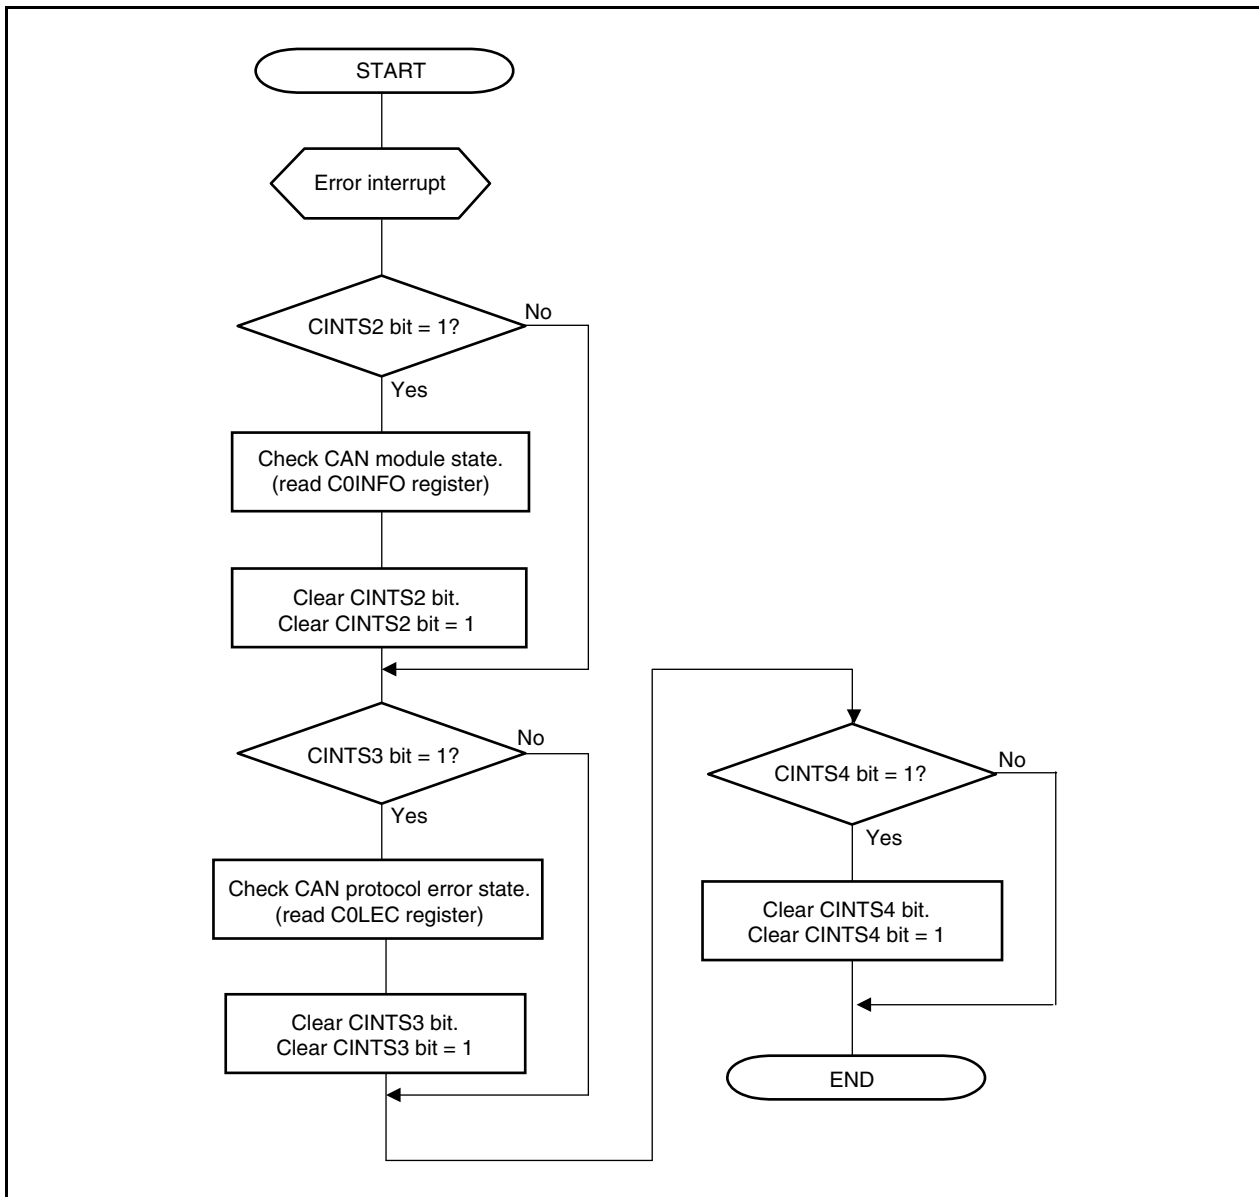 START
Error interrupt
CINTS2 bit = 1?
No
Yes
Check CAN module state.
(read C0INFO register)
Clear CINTS2 bit.
Clear CINTS2 bit = 1
CINTS3 bit = 1?
No
Yes
Check CAN protocol error state.
(read C0LEC register)
Clear CINTS3 bit.
Clear CINTS3 bit = 1
CINTS4 bit = 1?
No
Yes
Clear CINTS4 bit.
Clear CINTS4 bit = 1
END